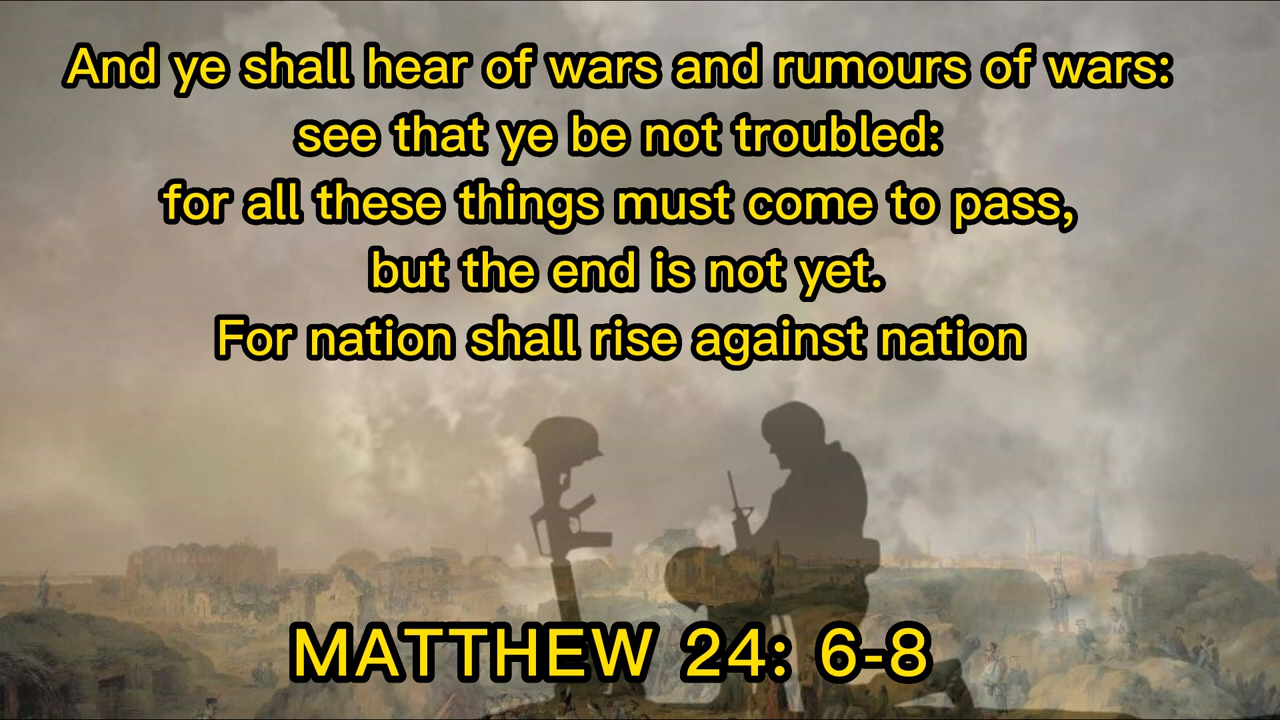 And ye shall hear of wars and rumours of wars:
see that ye be not troubled:
for all these things must come to pass,
but the end is not yet.
For nation shall rise against nation
MATTHEW 24: 6-8